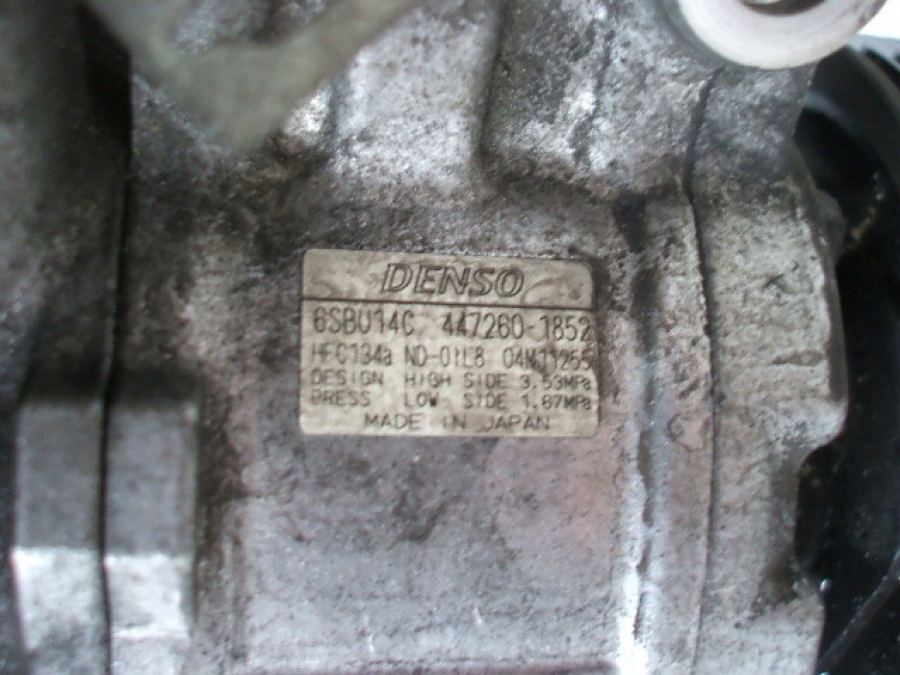 DENSO
6SBU14C 447260-1852
HFC134a ND-OIL8 04M11255
DESIGN HIGH SIDE 3.53MPa
PRESS LOW SIDE 1.87MPa
MADE IN JAPAN